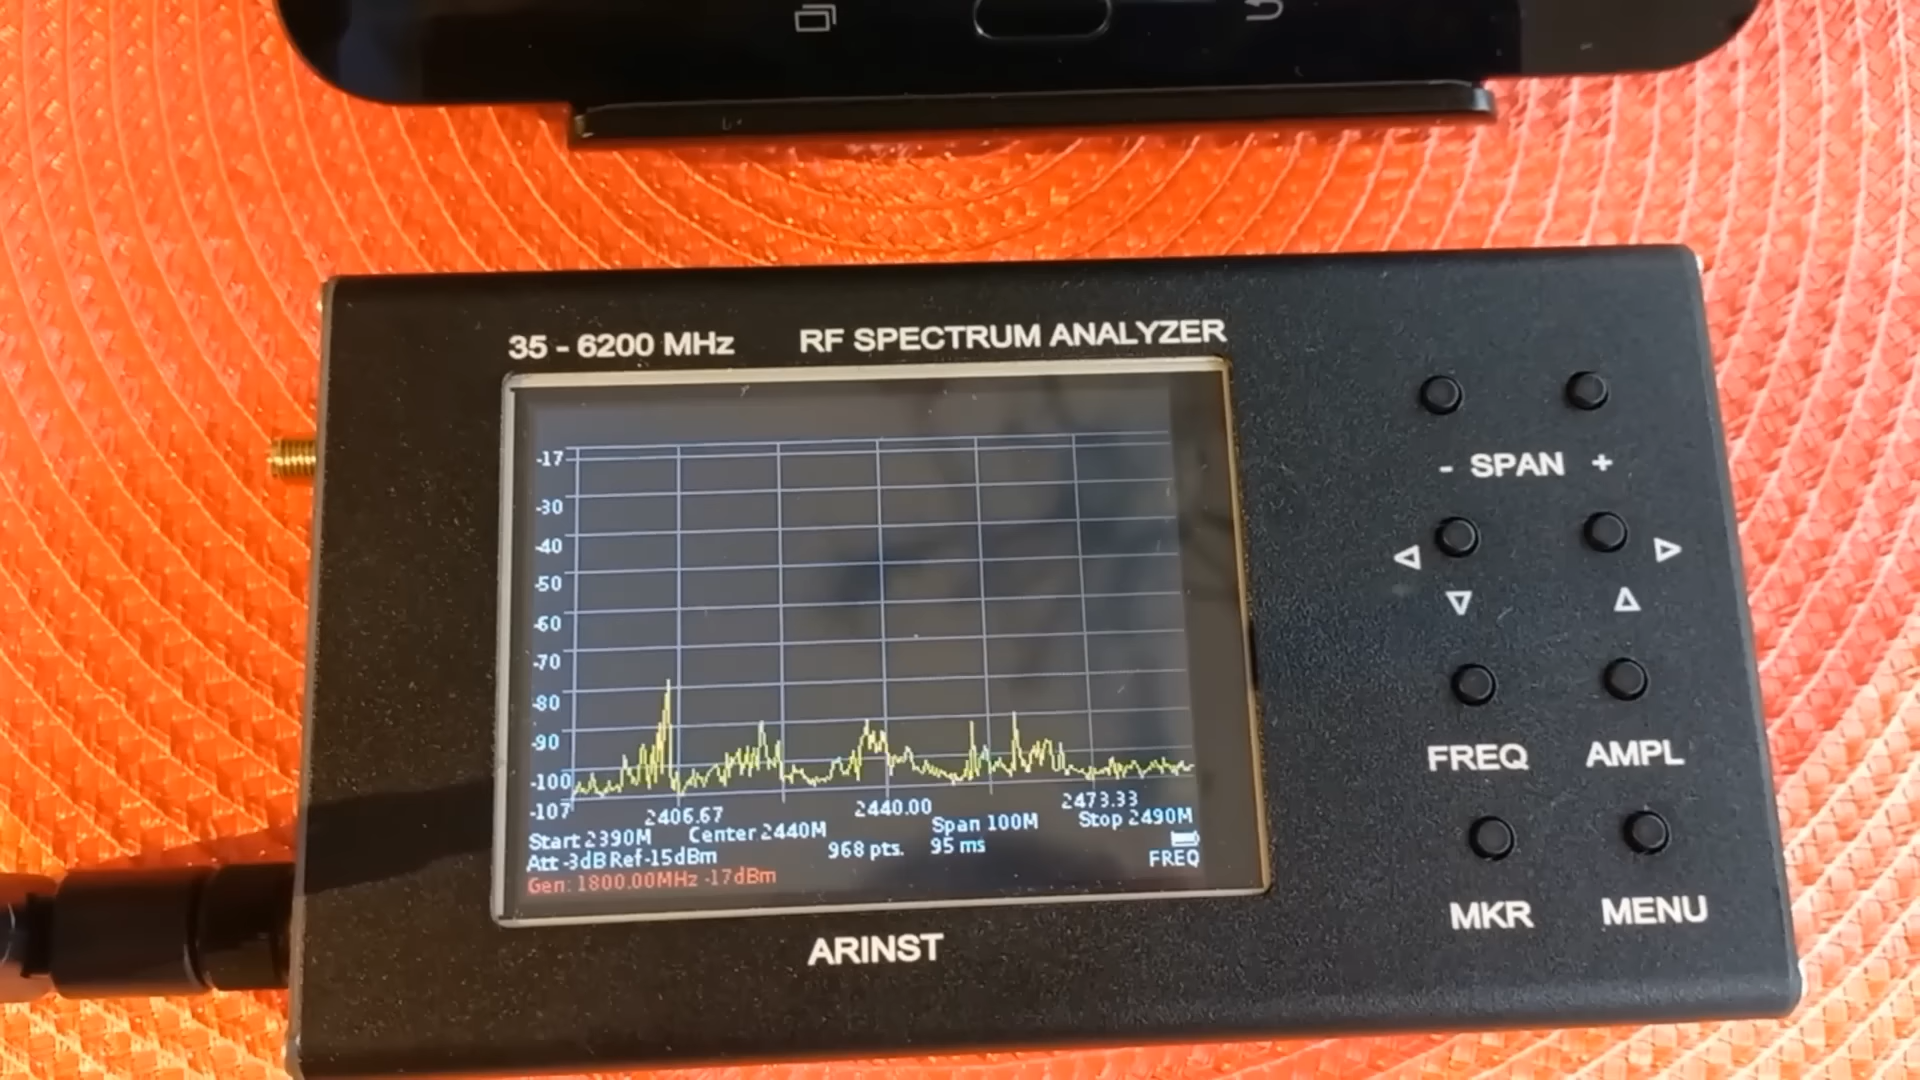 35 - 6200 MHz RF SPECTRUM ANALYZER
-17
-30
-40
-50
-60
-70
-80
-90
-100
-107
2406.67 2440.00 2473.33
Start 2390M Center 2440M Span 100M Stop 2490M
Att -3dB Ref -15dBm 968 pts. 95 ms FREQ
Gen: 1800.00MHz -17dBm
- SPAN +
FREQ AMPL
MKR MENU
ARINST